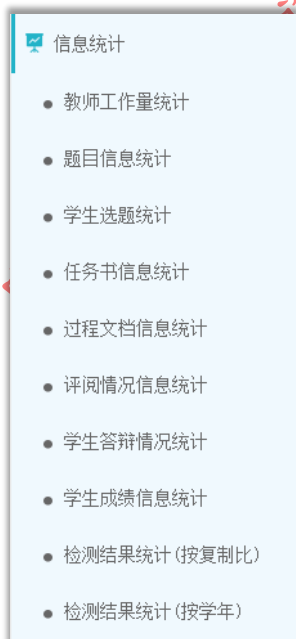 信息统计
教师工作量统计
题目信息统计
学生选题统计
任务书信息统计
过程文档信息统计
评阅情况信息统计
学生答辩情况统计
学生成绩信息统计
检测结果统计(按复制比)
检测结果统计(按学年)